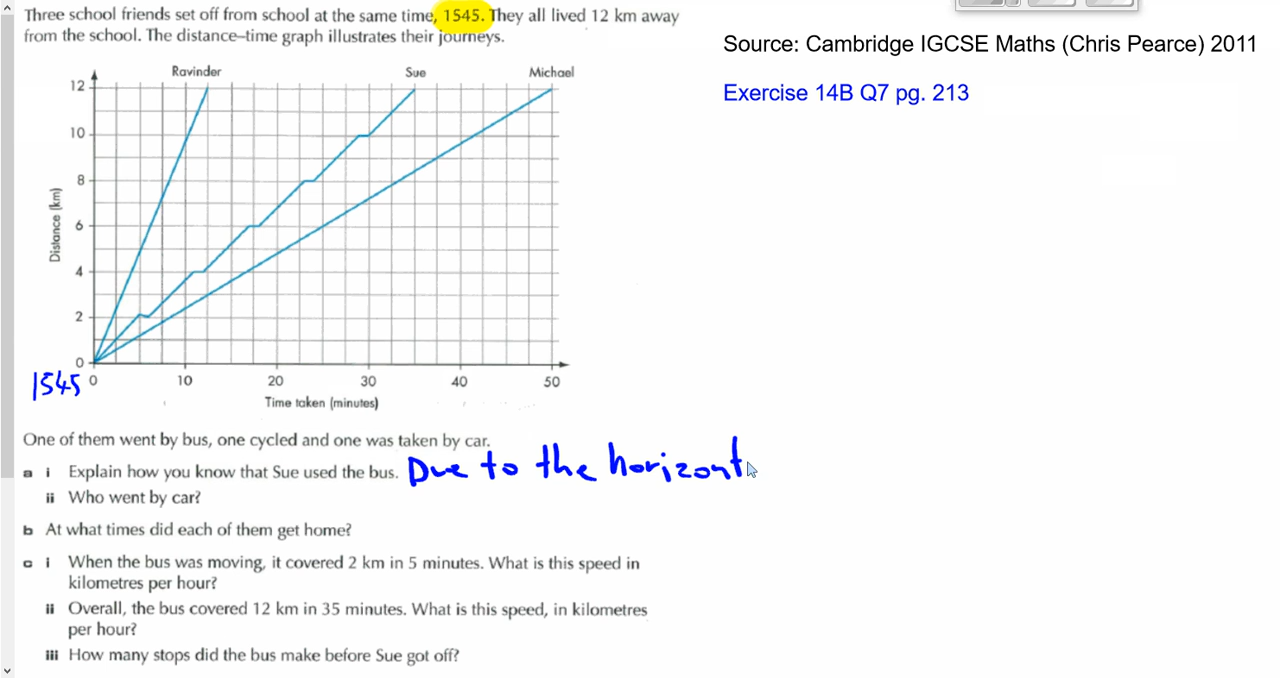 Three school friends set off from school at the same time, 1545. They all lived 12 km away
from the school. The distance–time graph illustrates their journeys.
Source: Cambridge IGCSE Maths (Chris Pearce) 2011
Exercise 14B Q7 pg. 213
Ravinder Sue Michael
12
10
8
6
4
2
0
Distance (km)
1545
0 10 20 30 40 50
Time taken (minutes)
One of them went by bus, one cycled and one was taken by car.
a i Explain how you know that Sue used the bus. Due to the horizont
ii Who went by car?
b At what times did each of them get home?
c i When the bus was moving, it covered 2 km in 5 minutes. What is this speed in
kilometres per hour?
ii Overall, the bus covered 12 km in 35 minutes. What is this speed, in kilometres
per hour?
iii How many stops did the bus make before Sue got off?